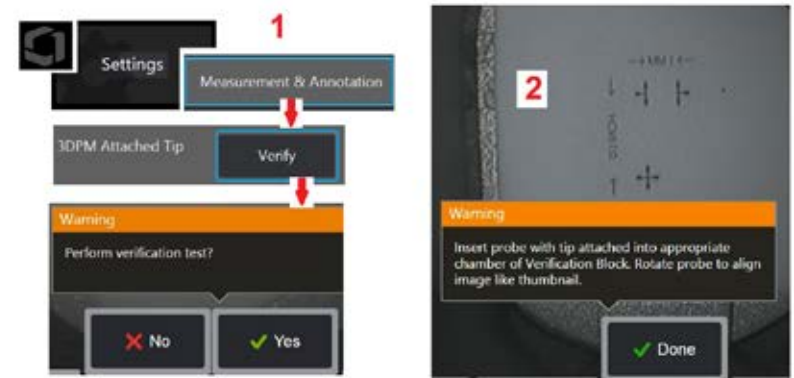 1
Settings
Measurement & Annotation
3DPM Attached Tip
Verify
Warning
Perform verification test?
No
Yes
2
Warning
Insert probe with tip attached into appropriate
chamber of Verification Block. Rotate probe to align
image like thumbnail.
Done